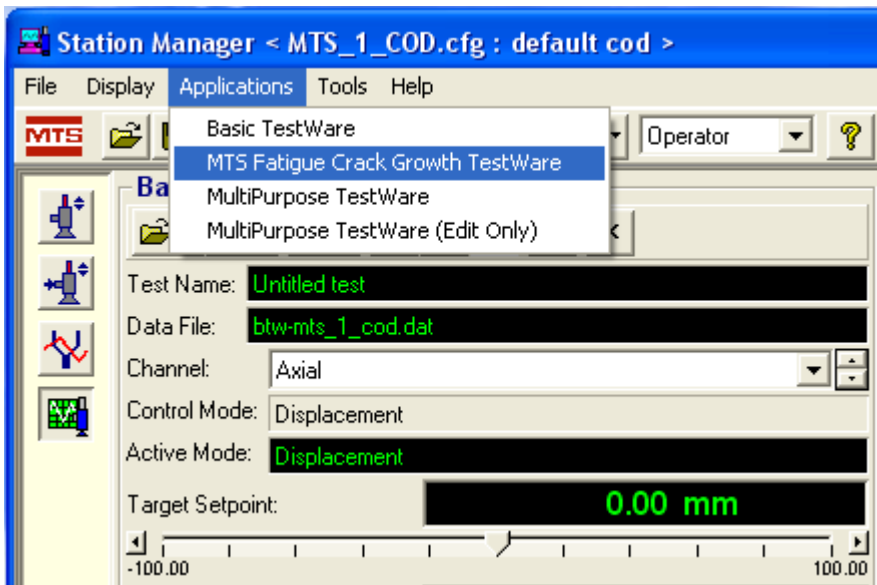 Station Manager < MTS_1_COD.cfg : default cod >
File Display Applications Tools Help
MTS Operator ?
Basic TestWare
MTS Fatigue Crack Growth TestWare
MultiPurpose TestWare
MultiPurpose TestWare (Edit Only)
Ba
Test Name: Untitled test
Data File: btw-mts_1_cod.dat
Channel: Axial
Control Mode: Displacement
Active Mode: Displacement
Target Setpoint: 0.00 mm
-100.00 100.00